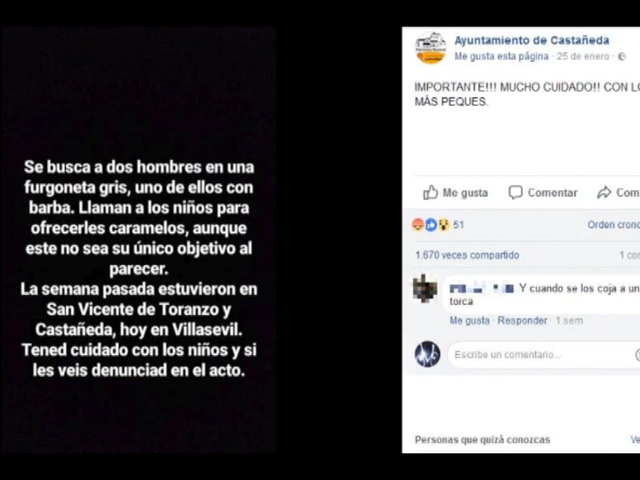 Se busca a dos hombres en una
furgoneta gris, uno de ellos con
barba. Llaman a los niños para
ofrecerles caramelos, aunque
este no sea su único objetivo al
parecer.
La semana pasada estuvieron en
San Vicente de Toranzo y
Castañeda, hoy en Villasevil.
Tened cuidado con los niños y si
les veis denunciad en el acto.
Ayuntamiento de Castañeda
Me gusta esta página · 25 de enero ·
IMPORTANTE!!! MUCHO CUIDADO!! CON LO
MÁS PEQUES.
Me gusta Comentar Com
51 Orden crono
1.670 veces compartido 1 com
Y cuando se los coja a un
torca
Me gusta · Responder · 1 sem
Escribe un comentario...
Personas que quizá conozcas Ve